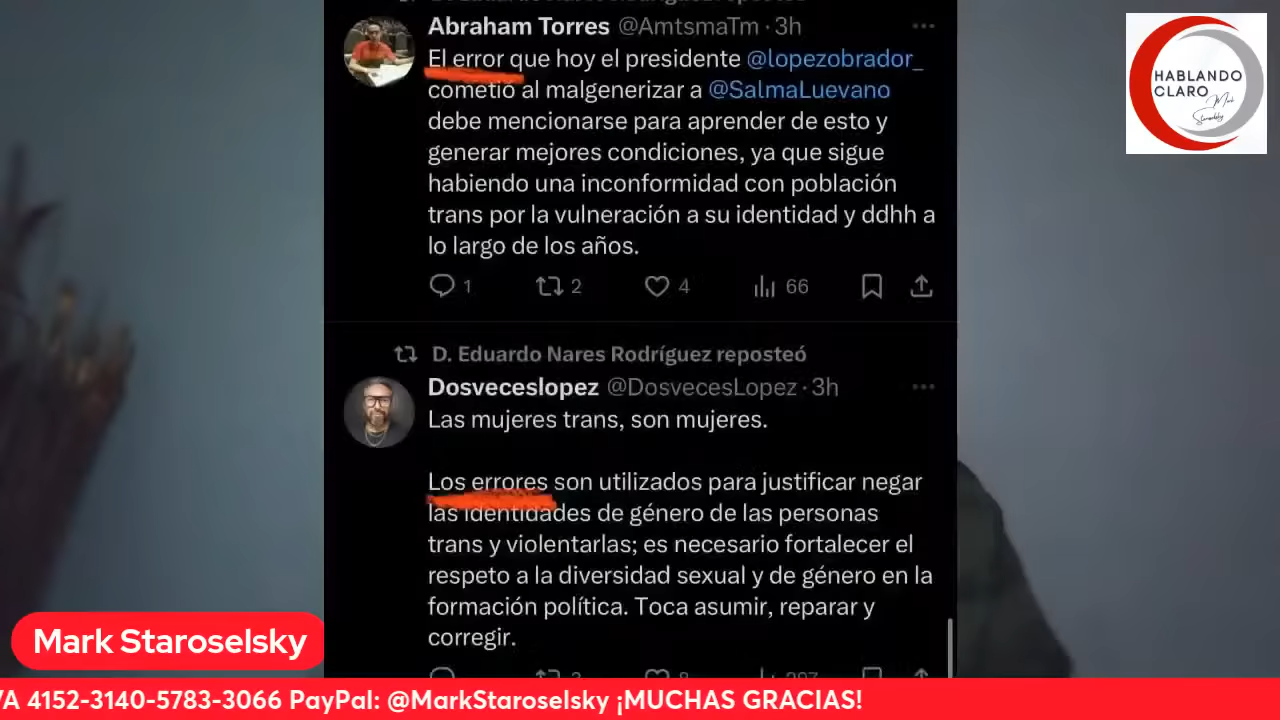 Abraham Torres @AmtsmaTm · 3h
El error que hoy el presidente @lopezobrador_
cometió al malgenerizar a @SalmaLuevano
debe mencionarse para aprender de esto y
generar mejores condiciones, ya que sigue
habiendo una inconformidad con población
trans por la vulneración a su identidad y ddhh a
lo largo de los años.
1 2 4 66
D. Eduardo Nares Rodríguez reposteó
Dosveceslopez @DosvecesLopez · 3h
Las mujeres trans, son mujeres.
Los errores son utilizados para justificar negar
las identidades de género de las personas
trans y violentarlas; es necesario fortalecer el
respeto a la diversidad sexual y de género en la
formación política. Toca asumir, reparar y
corregir.
HABLANDO
CLARO
Mark
Staroselsky
Mark Staroselsky
VA 4152-3140-5783-3066 PayPal: @MarkStaroselsky ¡MUCHAS GRACIAS!